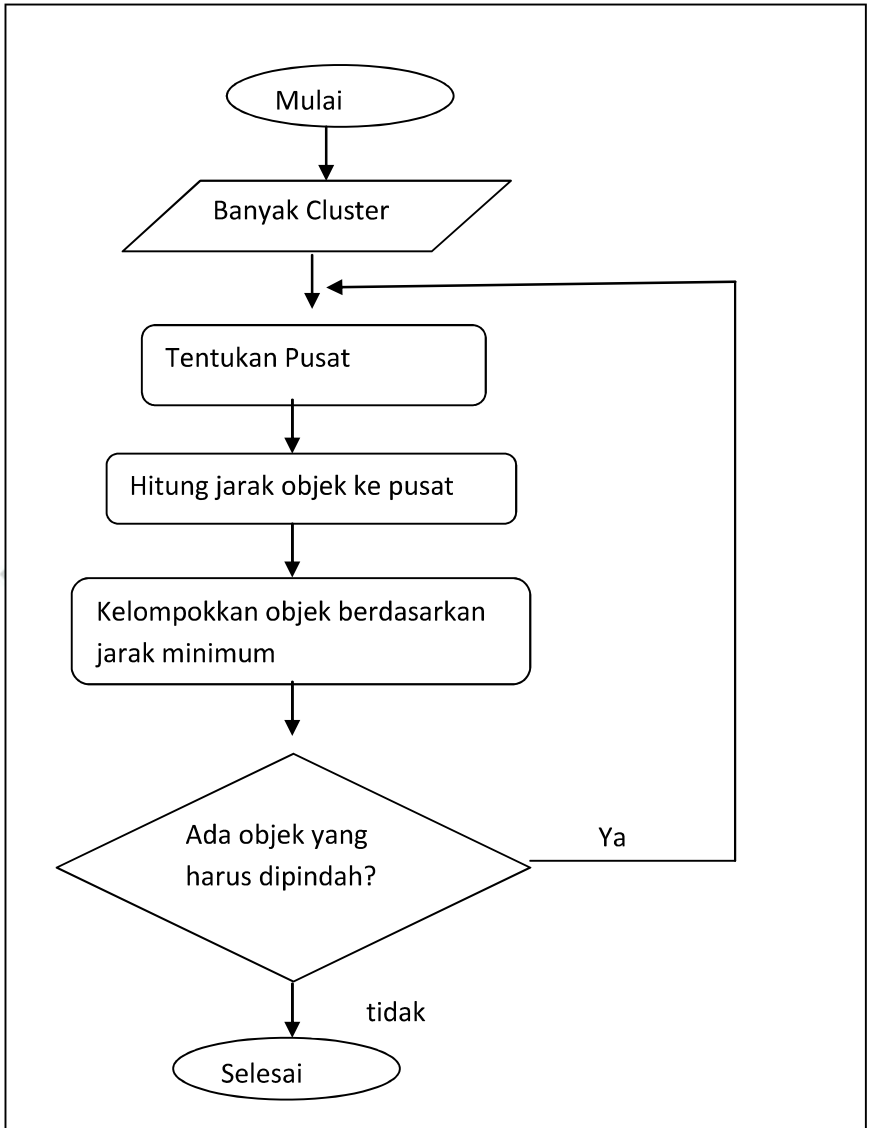 Mulai
Banyak Cluster
Tentukan Pusat
Hitung jarak objek ke pusat
Kelompokkan objek berdasarkan
jarak minimum
Ada objek yang
harus dipindah?
Ya
tidak
Selesai